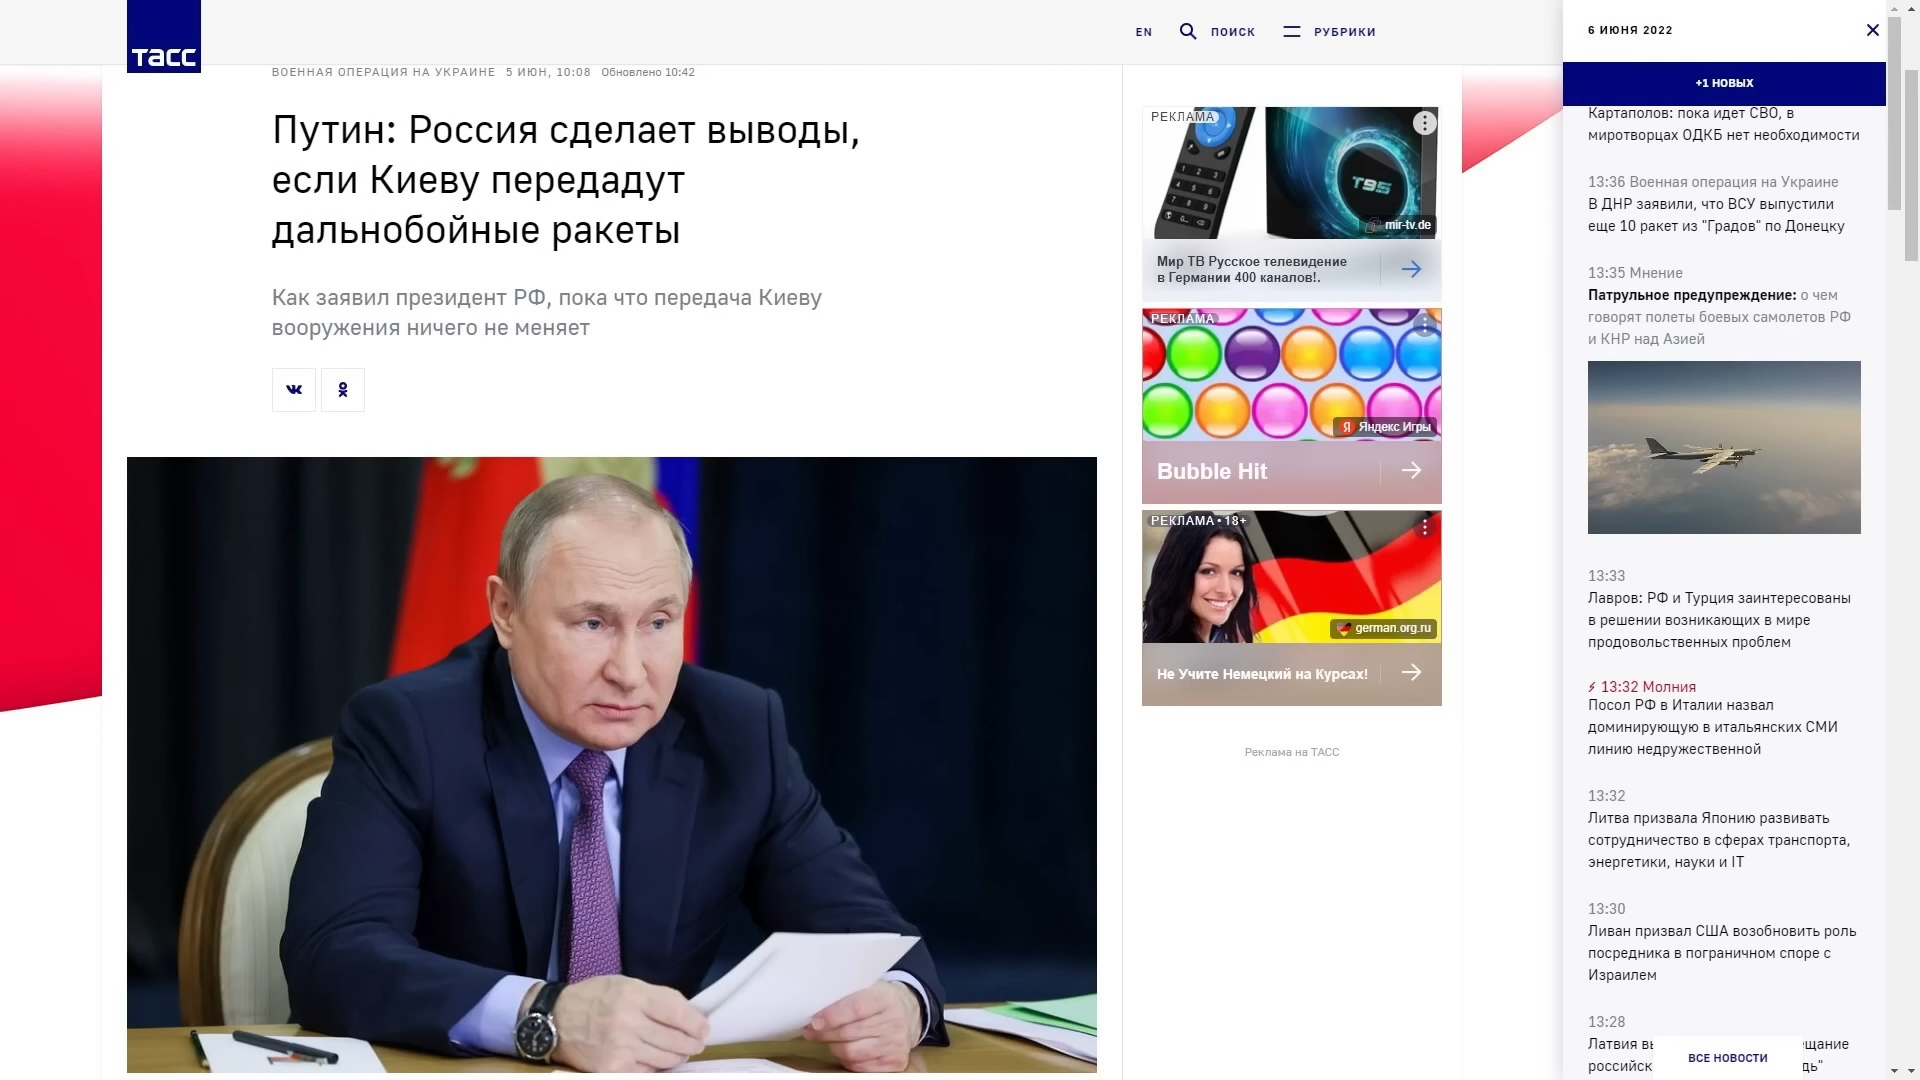 тасс
EN
ПОИСК
РУБРИКИ
ВОЕННАЯ ОПЕРАЦИЯ НА УКРАИНЕ 5 ИЮН, 10:08 Обновлено 10:42
Путин: Россия сделает выводы,
если Киеву передадут
дальнобойные ракеты
Как заявил президент РФ, пока что передача Киеву
вооружения ничего не меняет
РЕКЛАМА
T95
mir-tv.de
Мир ТВ Русское телевидение
в Германии 400 каналов!.
РЕКЛАМА
Я Яндекс Игры
Bubble Hit
РЕКЛАМА • 18+
german.org.ru
Не Учите Немецкий на Курсах!
Реклама на ТАСС
6 ИЮНЯ 2022
+1 НОВЫХ
Картаполов: пока идет СВО, в
миротворцах ОДКБ нет необходимости
13:36 Военная операция на Украине
В ДНР заявили, что ВСУ выпустили
еще 10 ракет из "Градов" по Донецку
13:35 Мнение
Патрульное предупреждение: о чем
говорят полеты боевых самолетов РФ
и КНР над Азией
13:33
Лавров: РФ и Турция заинтересованы
в решении возникающих в мире
продовольственных проблем
13:32 Молния
Посол РФ в Италии назвал
доминирующую в итальянских СМИ
линию недружественной
13:32
Литва призвала Японию развивать
сотрудничество в сферах транспорта,
энергетики, науки и IT
13:30
Ливан призвал США возобновить роль
посредника в пограничном споре с
Израилем
13:28
Латвия вы ещание
российск дь"
ВСЕ НОВОСТИ